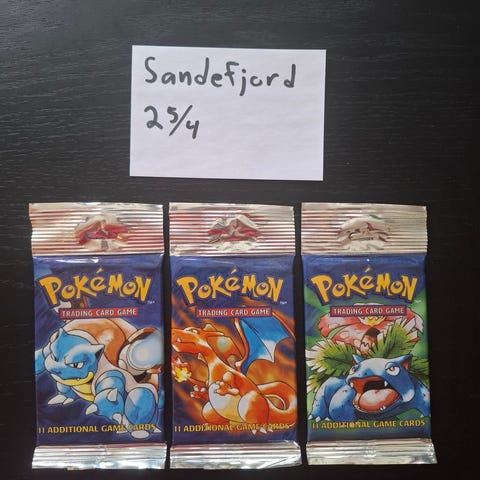 Sandefjord
25/4
POKéMON POKéMON POKéMON
TRADING CARD GAME TRADING CARD GAME TRADING CARD GAME
11 ADDITIONAL GAME CARDS 11 ADDITIONAL GAME CARDS 11 ADDITIONAL GAME CARDS